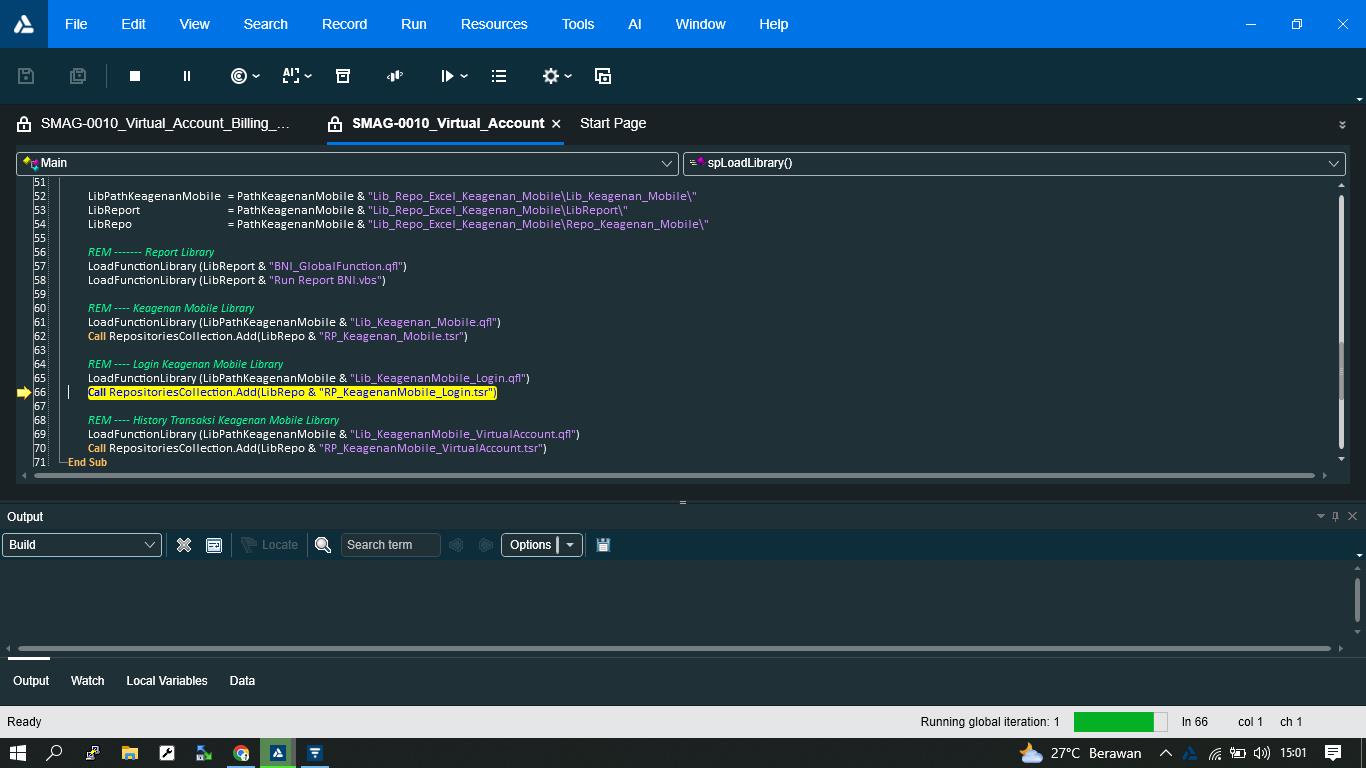 File Edit View Search Record Run Resources Tools AI Window Help
SMAG-0010_Virtual_Account_Billing_... SMAG-0010_Virtual_Account Start Page
Main spLoadLibrary()
51
52 LibPathKeagenanMobile = PathKeagenanMobile & "Lib_Repo_Excel_Keagenan_Mobile\Lib_Keagenan_Mobile\"
53 LibReport = PathKeagenanMobile & "Lib_Repo_Excel_Keagenan_Mobile\LibReport\"
54 LibRepo = PathKeagenanMobile & "Lib_Repo_Excel_Keagenan_Mobile\Repo_Keagenan_Mobile\"
55
56 REM ------- Report Library
57 LoadFunctionLibrary (LibReport & "BNI_GlobalFunction.qfl")
58 LoadFunctionLibrary (LibReport & "Run Report BNI.vbs")
59
60 REM ---- Keagenan Mobile Library
61 LoadFunctionLibrary (LibPathKeagenanMobile & "Lib_Keagenan_Mobile.qfl")
62 Call RepositoriesCollection.Add(LibRepo & "RP_Keagenan_Mobile.tsr")
63
64 REM ---- Login Keagenan Mobile Library
65 LoadFunctionLibrary (LibPathKeagenanMobile & "Lib_KeagenanMobile_Login.qfl")
66 Call RepositoriesCollection.Add(LibRepo & "RP_KeagenanMobile_Login.tsr")
67
68 REM ---- History Transaksi Keagenan Mobile Library
69 LoadFunctionLibrary (LibPathKeagenanMobile & "Lib_KeagenanMobile_VirtualAccount.qfl")
70 Call RepositoriesCollection.Add(LibRepo & "RP_KeagenanMobile_VirtualAccount.tsr")
71 End Sub
Output
Build Locate Search term Options
Output Watch Local Variables Data
Ready Running global iteration: 1 ln 66 col 1 ch 1
27°C Berawan 15:01